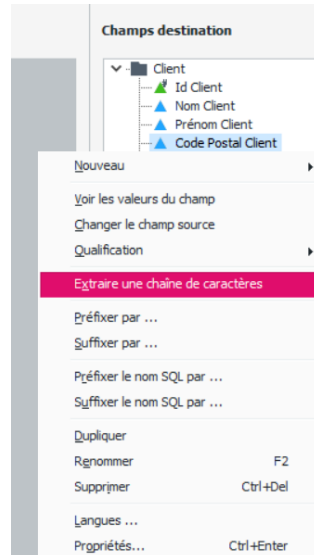 Champs destination
Client
Id Client
Nom Client
Prénom Client
Code Postal Client
Nouveau
Voir les valeurs du champ
Changer le champ source
Qualification
Extraire une chaîne de caractères
Préfixer par ...
Suffixer par ...
Préfixer le nom SQL par ...
Suffixer le nom SQL par ...
Dupliquer
Renommer F2
Supprimer Ctrl+Del
Langues ...
Propriétés... Ctrl+Enter